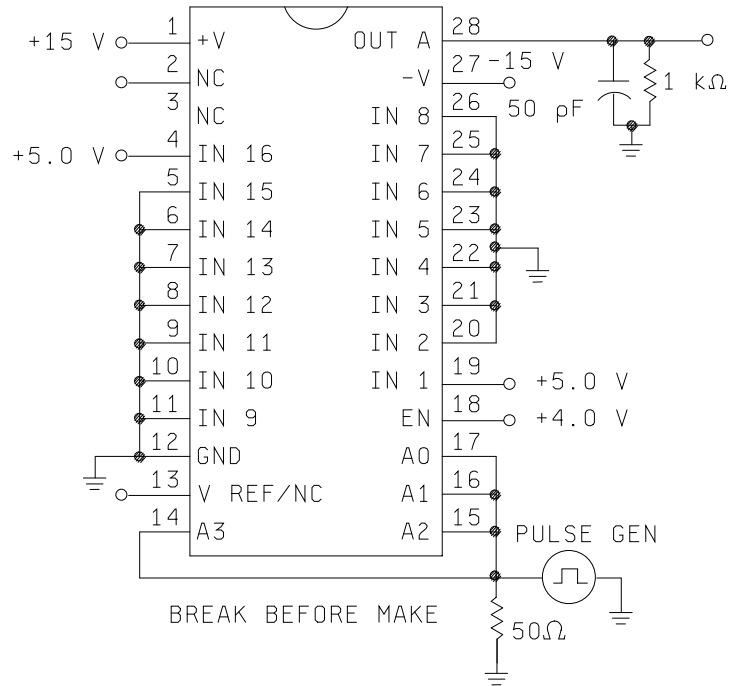 1 28
+15 V +V OUT A
2 27 -15 V
NC -V
3 26 50 pF 1 kΩ
NC IN 8
4 25
+5.0 V IN 16 IN 7
5 24
IN 15 IN 6
6 23
IN 14 IN 5
7 22
IN 13 IN 4
8 21
IN 12 IN 3
9 20
IN 11 IN 2
10 19
IN 10 IN 1 +5.0 V
11 18
IN 9 EN +4.0 V
12 17
GND A0
13 16
V REF/NC A1
14 15
A3 A2 PULSE GEN
BREAK BEFORE MAKE
50Ω